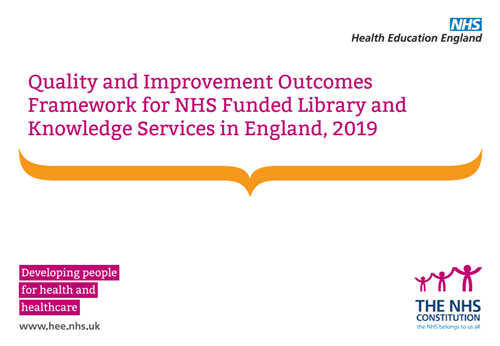 NHS
Health Education England
Quality and Improvement Outcomes
Framework for NHS Funded Library and
Knowledge Services in England, 2019
Developing people
for health and
healthcare
www.hee.nhs.uk
THE NHS
CONSTITUTION
the NHS belongs to us all